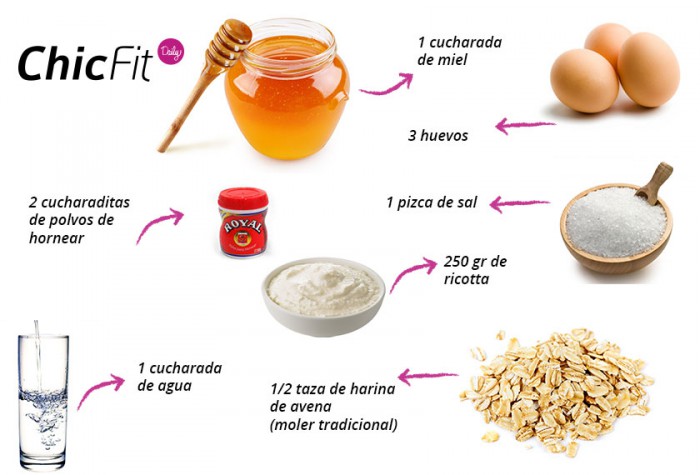 ChicFit Daily
1 cucharada
de miel
3 huevos
2 cucharaditas
de polvos de
hornear
ROYAL
1 pizca de sal
250 gr de
ricotta
1 cucharada
de agua
1/2 taza de harina
de avena
(moler tradicional)